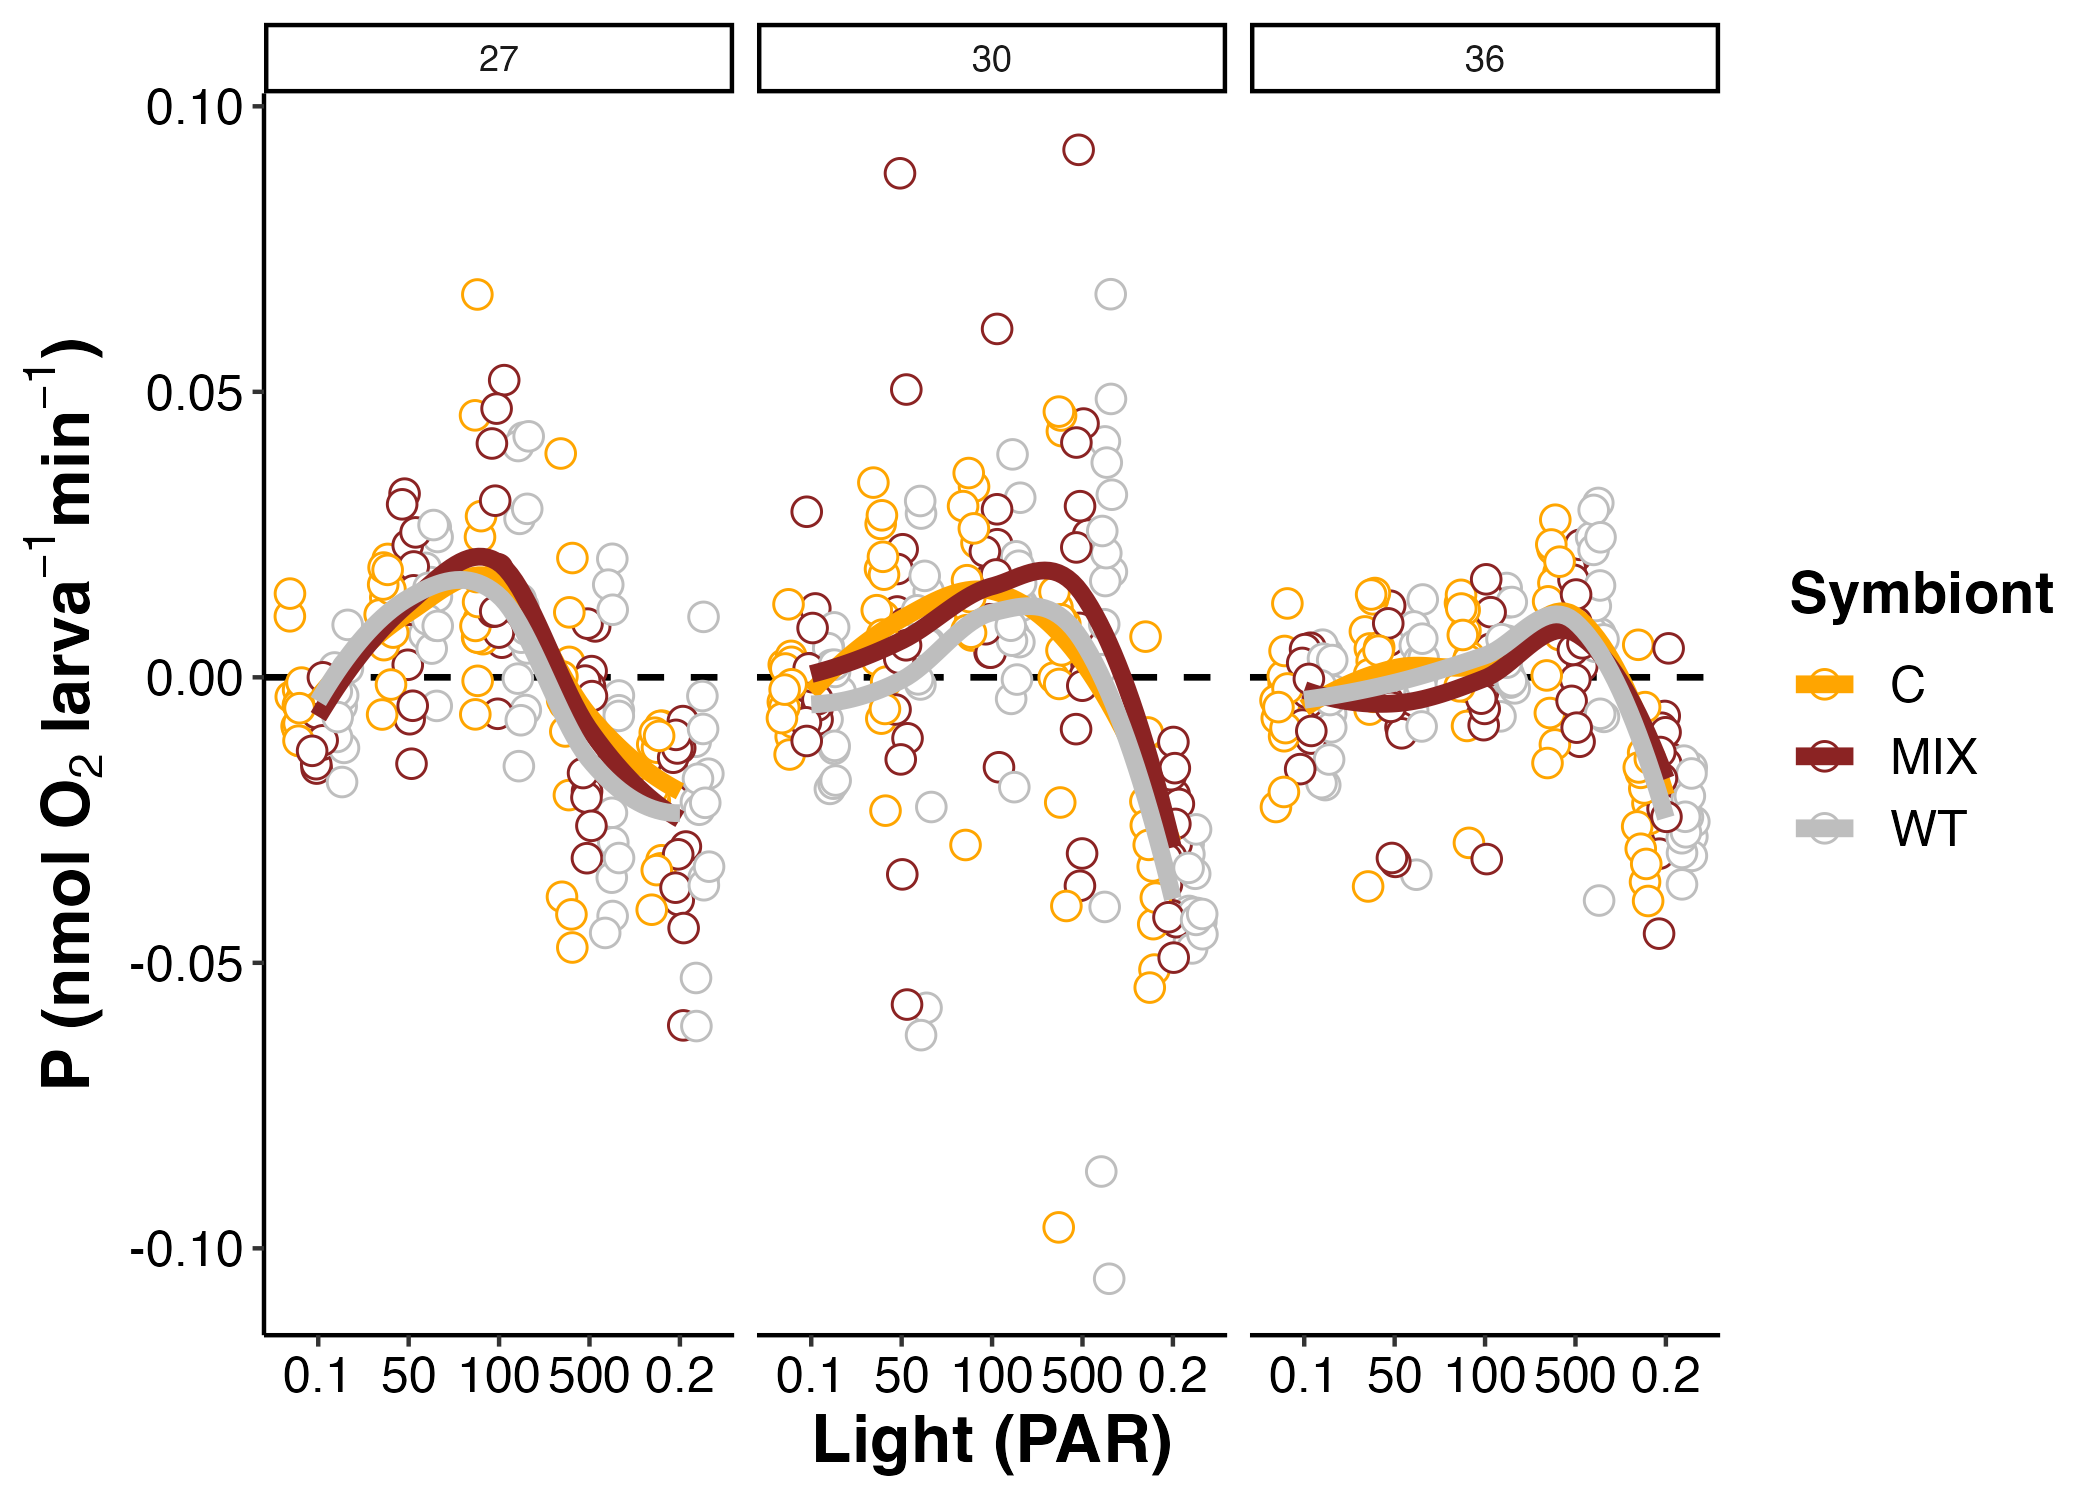 27 30 36
0.10
0.05
0.00
-0.05
-0.10
P (nmol O₂ larva⁻¹min⁻¹)
0.1 50 100 500 0.2 0.1 50 100 500 0.2 0.1 50 100 500 0.2
Light (PAR)
Symbiont
C
MIX
WT